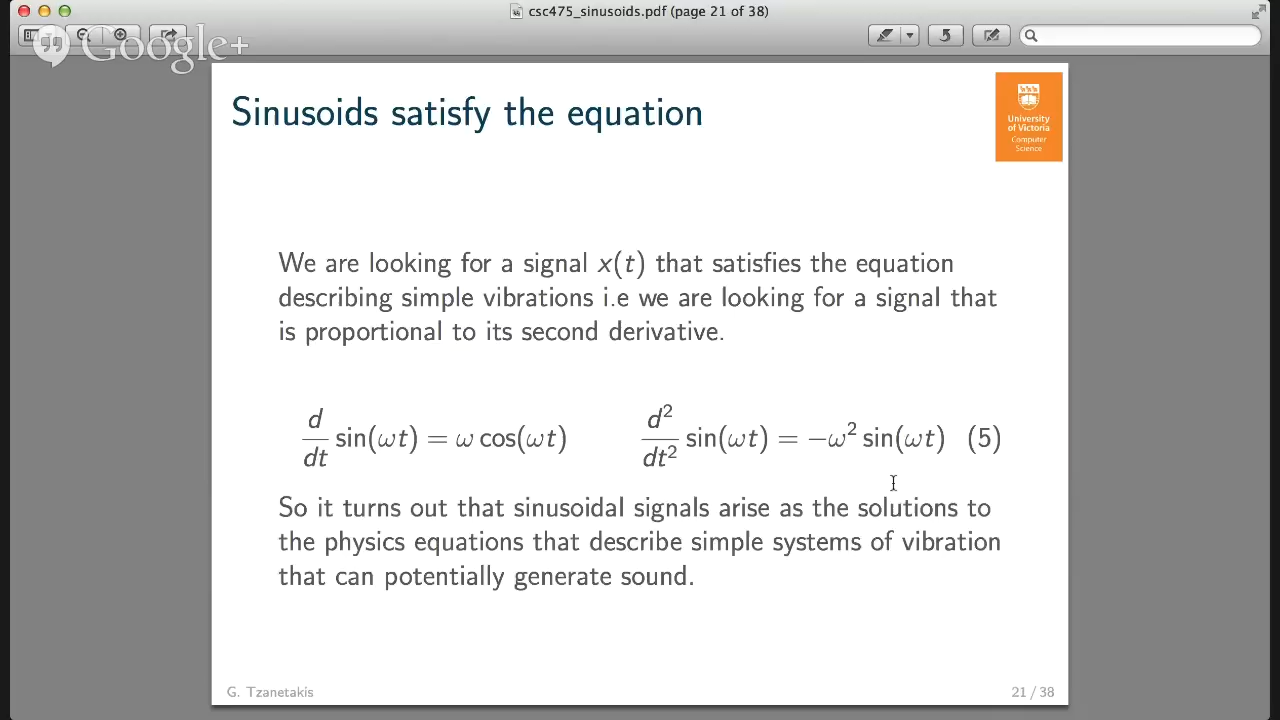 csc475_sinusoids.pdf (page 21 of 38)
Google+
Sinusoids satisfy the equation
University
of Victoria
Computer
Science
We are looking for a signal x(t) that satisfies the equation
describing simple vibrations i.e we are looking for a signal that
is proportional to its second derivative.
d/dt sin(ωt) = ω cos(ωt) d²/dt² sin(ωt) = −ω² sin(ωt) (5)
So it turns out that sinusoidal signals arise as the solutions to
the physics equations that describe simple systems of vibration
that can potentially generate sound.
G. Tzanetakis
21 / 38